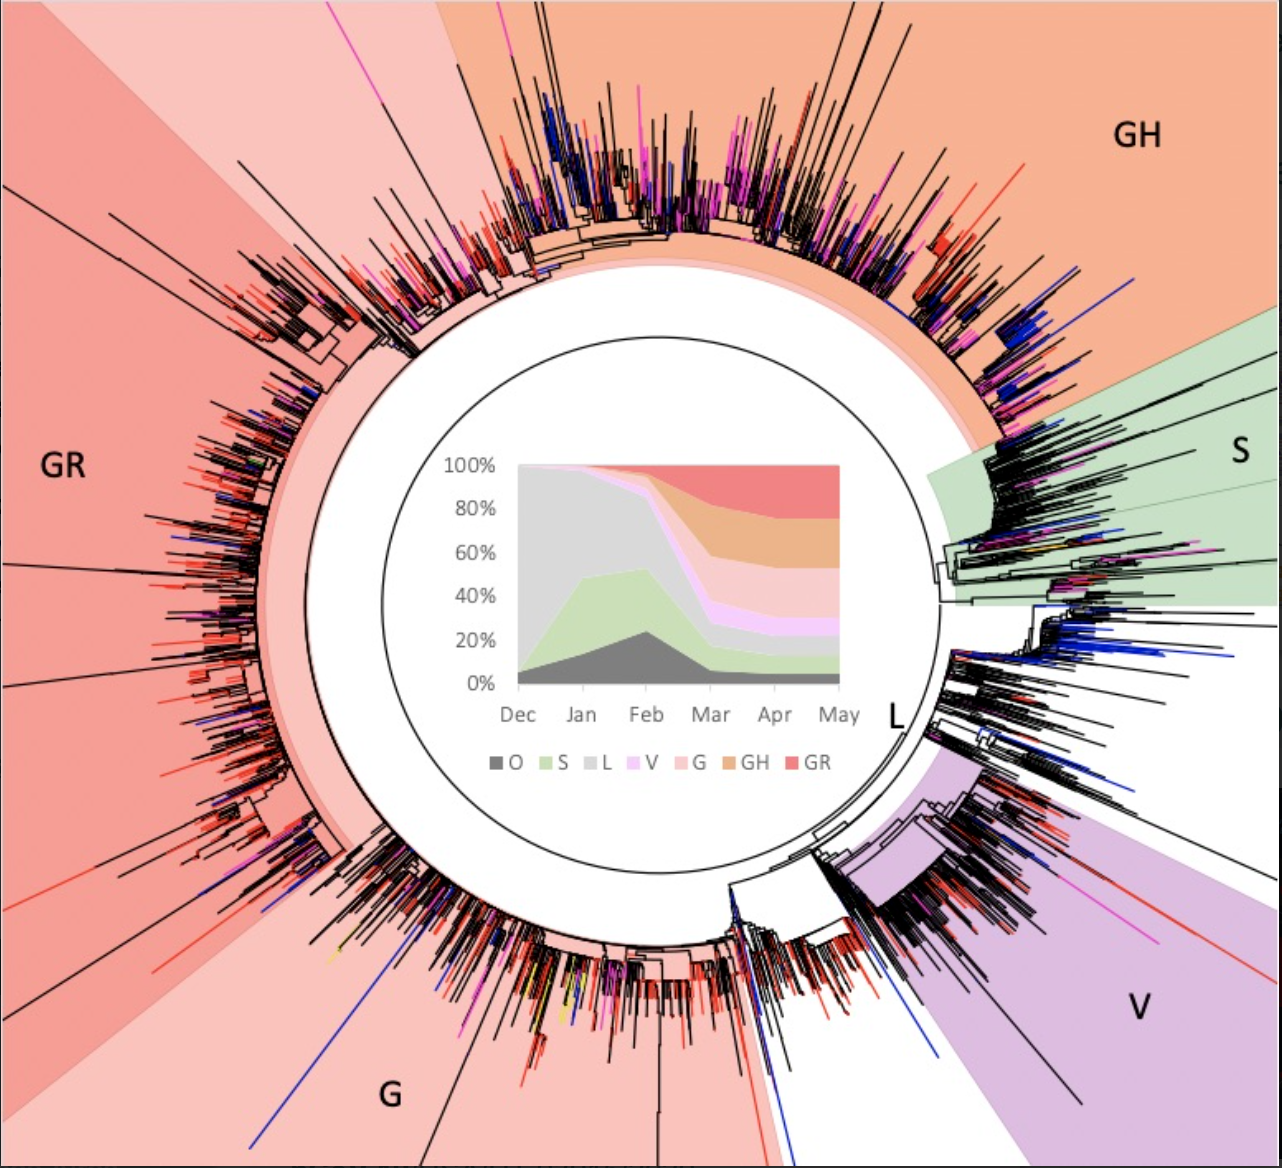 GH
S
GR
100%
80%
60%
40%
20%
0%
Dec Jan Feb Mar Apr May
L
O S L V G GH GR
V
G